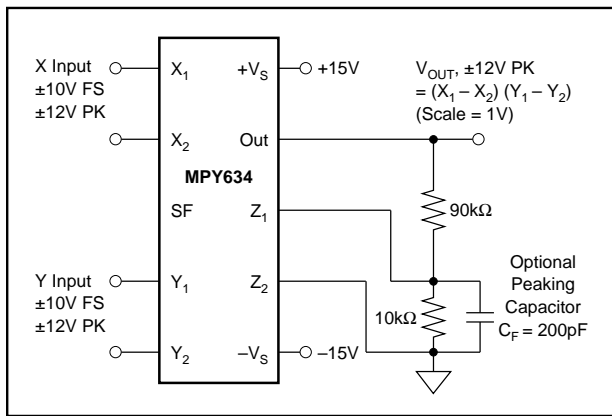 X Input
±10V FS
±12V PK
X₁
X₂
MPY634
SF
Y Input
±10V FS
±12V PK
Y₁
Y₂
+V_S
+15V
Out
Z₁
Z₂
–V_S
–15V
V_OUT, ±12V PK
= (X₁ – X₂) (Y₁ – Y₂)
(Scale = 1V)
90kΩ
10kΩ
Optional
Peaking
Capacitor
C_F = 200pF